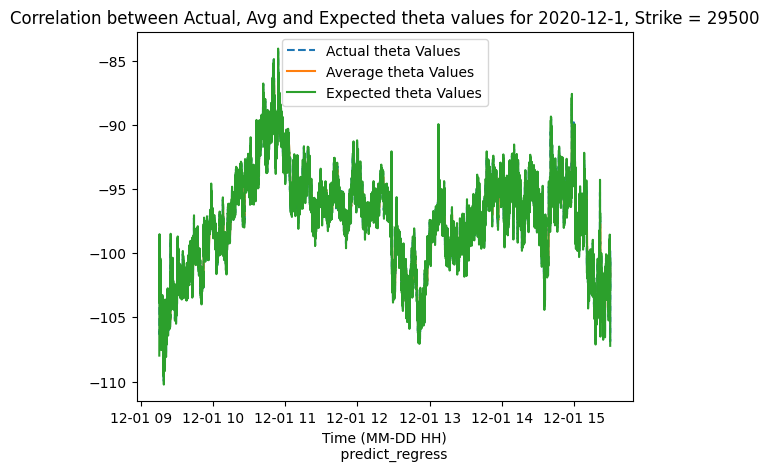 Correlation between Actual, Avg and Expected theta values for 2020-12-1, Strike = 29500
Actual theta Values
Average theta Values
Expected theta Values
−85
−90
−95
−100
−105
−110
12-01 09 12-01 10 12-01 11 12-01 12 12-01 13 12-01 14 12-01 15
Time (MM-DD HH)
predict_regress